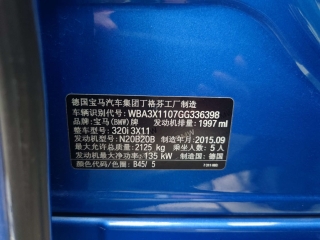 德国宝马汽车集团丁格芬工厂制造
车辆识别代号: WBA3X1107GG336398
品牌: 宝马(BMW)牌 发动机排量: 1997 ml
整车型号: 320i 3X11
发动机型号: N20B20B 制造年月: 2015.09
最大允许总质量: 2125 kg 乘坐人数: 5 人
发动机最大净功率: 135 kW 制造国: 德国
颜色代码/色系: B45/ 5